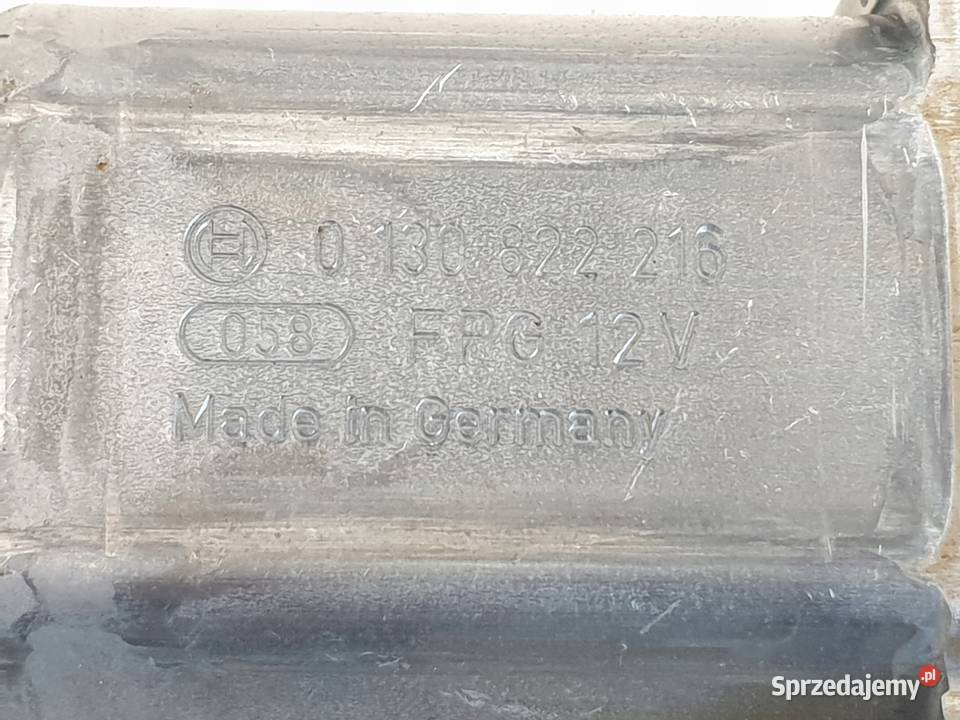 0 130 822 216
058 FPG 12V
Made in Germany
Sprzedajemy.pl